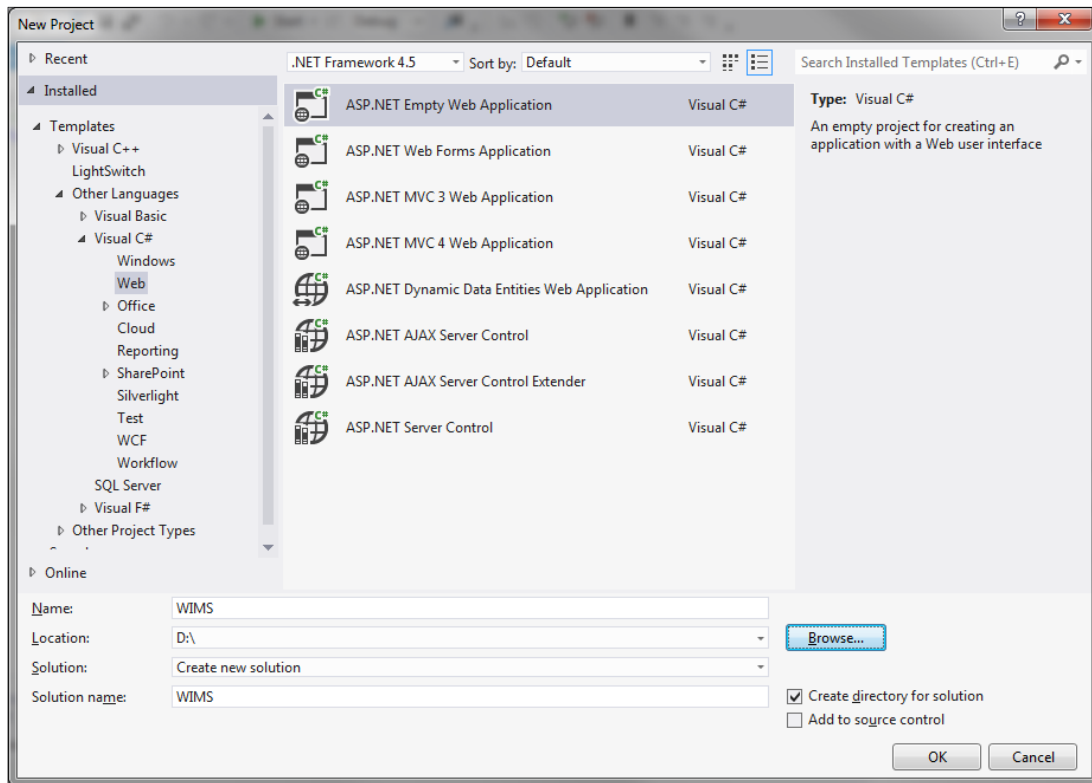 New Project
Recent
.NET Framework 4.5 Sort by: Default
Search Installed Templates (Ctrl+E)
Installed
Templates
Visual C++
LightSwitch
Other Languages
Visual Basic
Visual C#
Windows
Web
Office
Cloud
Reporting
SharePoint
Silverlight
Test
WCF
Workflow
SQL Server
Visual F#
Other Project Types
Online
ASP.NET Empty Web Application Visual C#
ASP.NET Web Forms Application Visual C#
ASP.NET MVC 3 Web Application Visual C#
ASP.NET MVC 4 Web Application Visual C#
ASP.NET Dynamic Data Entities Web Application Visual C#
ASP.NET AJAX Server Control Visual C#
ASP.NET AJAX Server Control Extender Visual C#
ASP.NET Server Control Visual C#
Type: Visual C#
An empty project for creating an
application with a Web user interface
Name: WIMS
Location: D:\
Browse...
Solution: Create new solution
Solution name: WIMS
Create directory for solution
Add to source control
OK Cancel